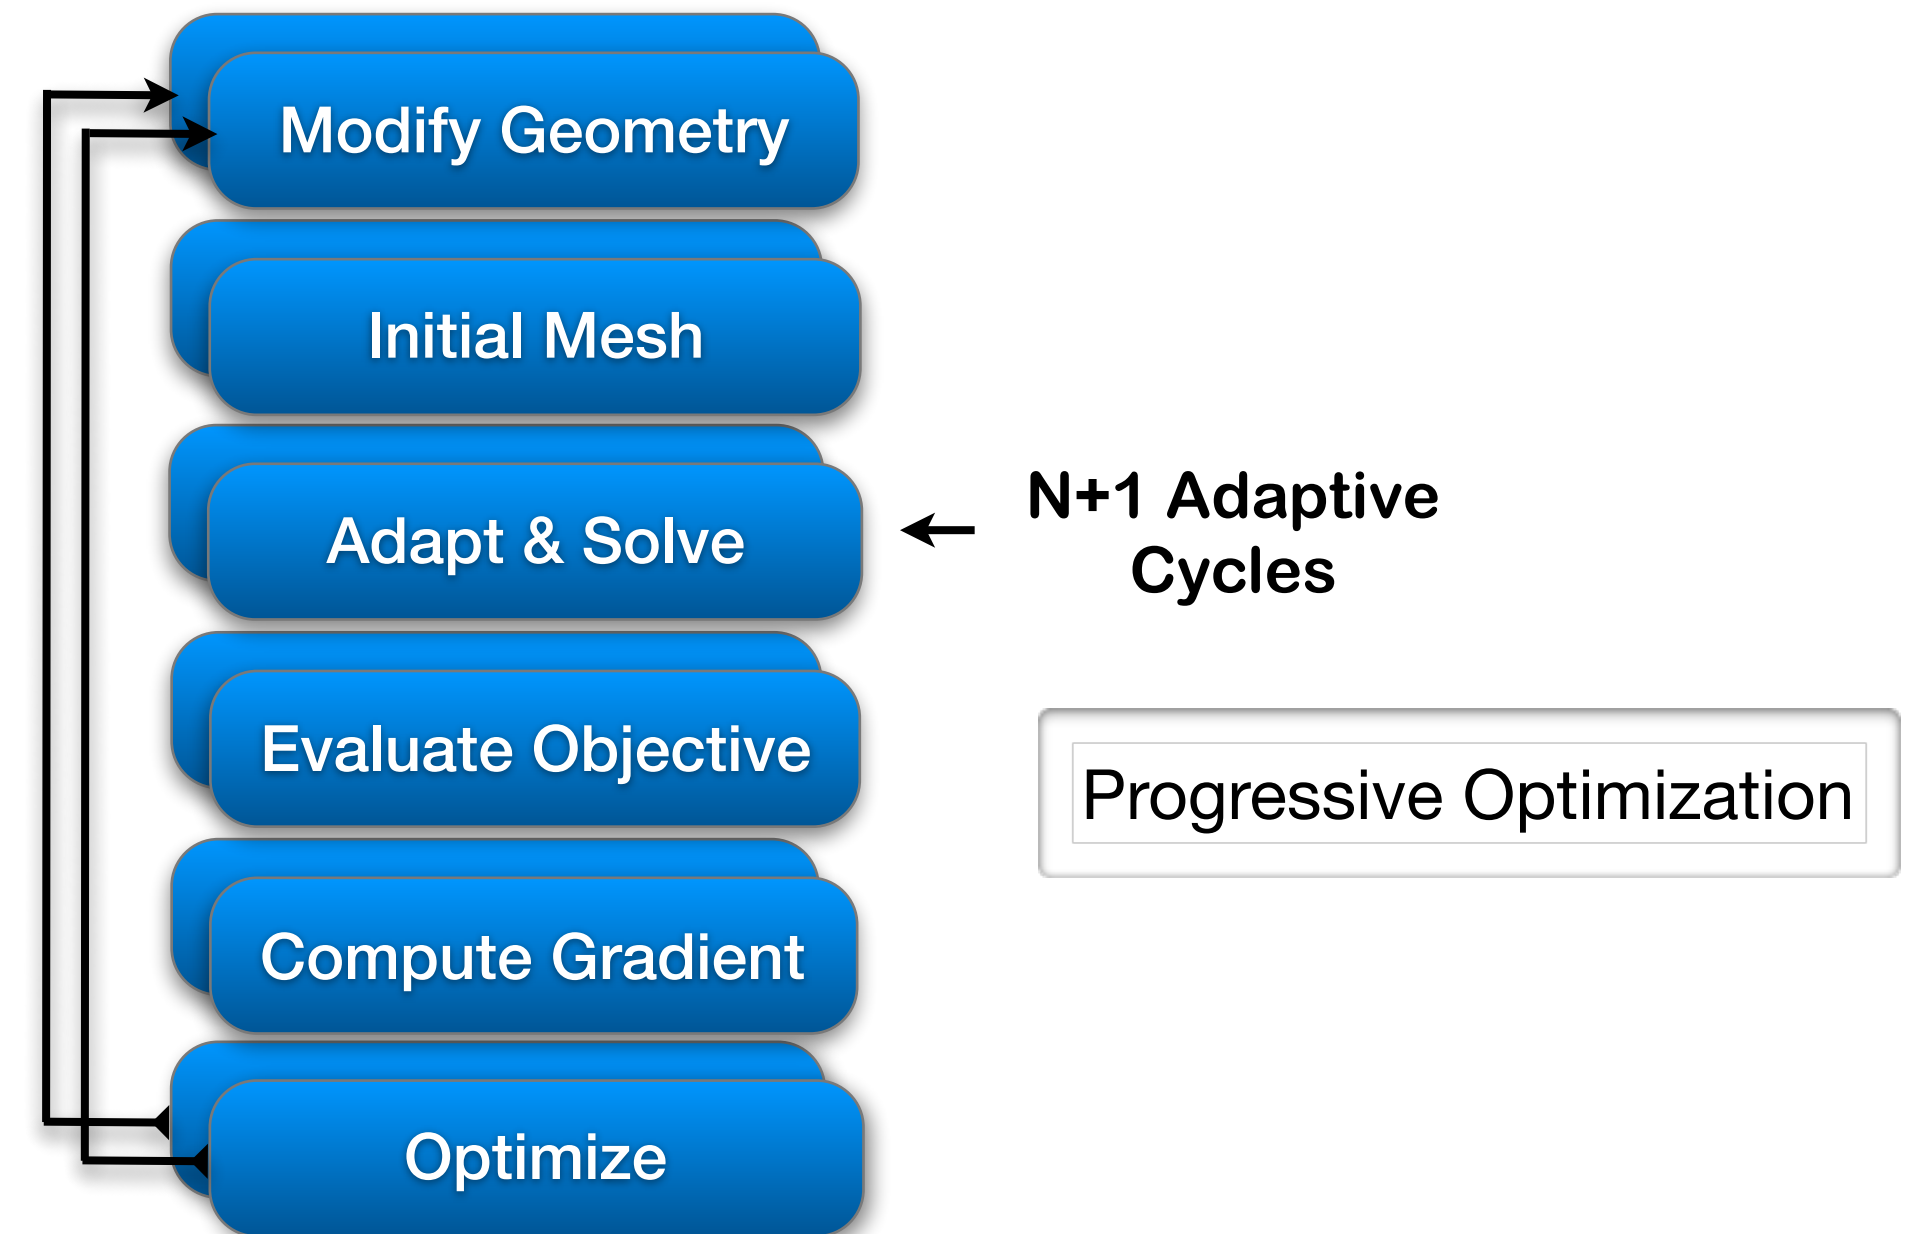 Modify Geometry
Initial Mesh
Adapt & Solve
N+1 Adaptive
Cycles
Evaluate Objective
Progressive Optimization
Compute Gradient
Optimize